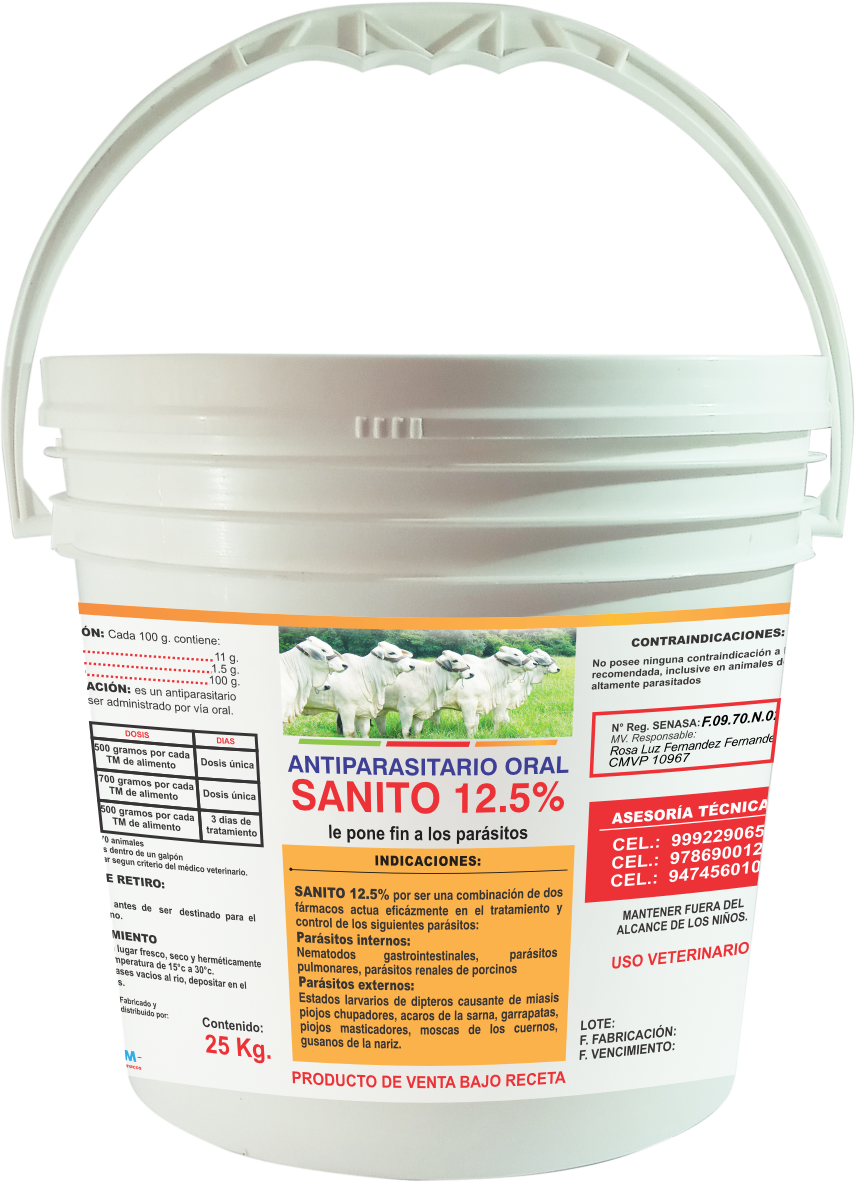 ÓN: Cada 100 g. contiene:
11 g.
1.5 g.
100 g.
ACIÓN: es un antiparasitario
ser administrado por vía oral.
DOSIS DIAS
500 gramos por cada TM de alimento Dosis única
700 gramos por cada TM de alimento Dosis única
500 gramos por cada TM de alimento 3 días de tratamiento
0 animales
s dentro de un galpón
ar segun criterio del médico veterinario.
E RETIRO:
antes de ser destinado para el
no.
MIENTO
lugar fresco, seco y herméticamente
mperatura de 15°c a 30°c.
ases vacios al río, depositar en el
s.
Fabricado y
distribuido por:
M-
Contenido:
25 Kg.
ANTIPARASITARIO ORAL
SANITO 12.5%
le pone fin a los parásitos
INDICACIONES:
SANITO 12.5% por ser una combinación de dos
fármacos actua eficázmente en el tratamiento y
control de los siguientes parásitos:
Parásitos internos:
Nematodos gastrointestinales, parásitos
pulmonares, parásitos renales de porcinos
Parásitos externos:
Estados larvarios de dipteros causante de miasis
piojos chupadores, acaros de la sarna, garrapatas,
piojos masticadores, moscas de los cuernos,
gusanos de la nariz.
PRODUCTO DE VENTA BAJO RECETA
CONTRAINDICACIONES:
No posee ninguna contraindicación a
recomendada, inclusive en animales d
altamente parasitados
N° Reg. SENASA: F.09.70.N.02
MV. Responsable:
Rosa Luz Fernandez Fernande
CMVP 10967
ASESORÍA TÉCNICA
CEL.: 999229065
CEL.: 978690012
CEL.: 947456010
MANTENER FUERA DEL
ALCANCE DE LOS NIÑOS.
USO VETERINARIO
LOTE:
F. FABRICACIÓN:
F. VENCIMIENTO: